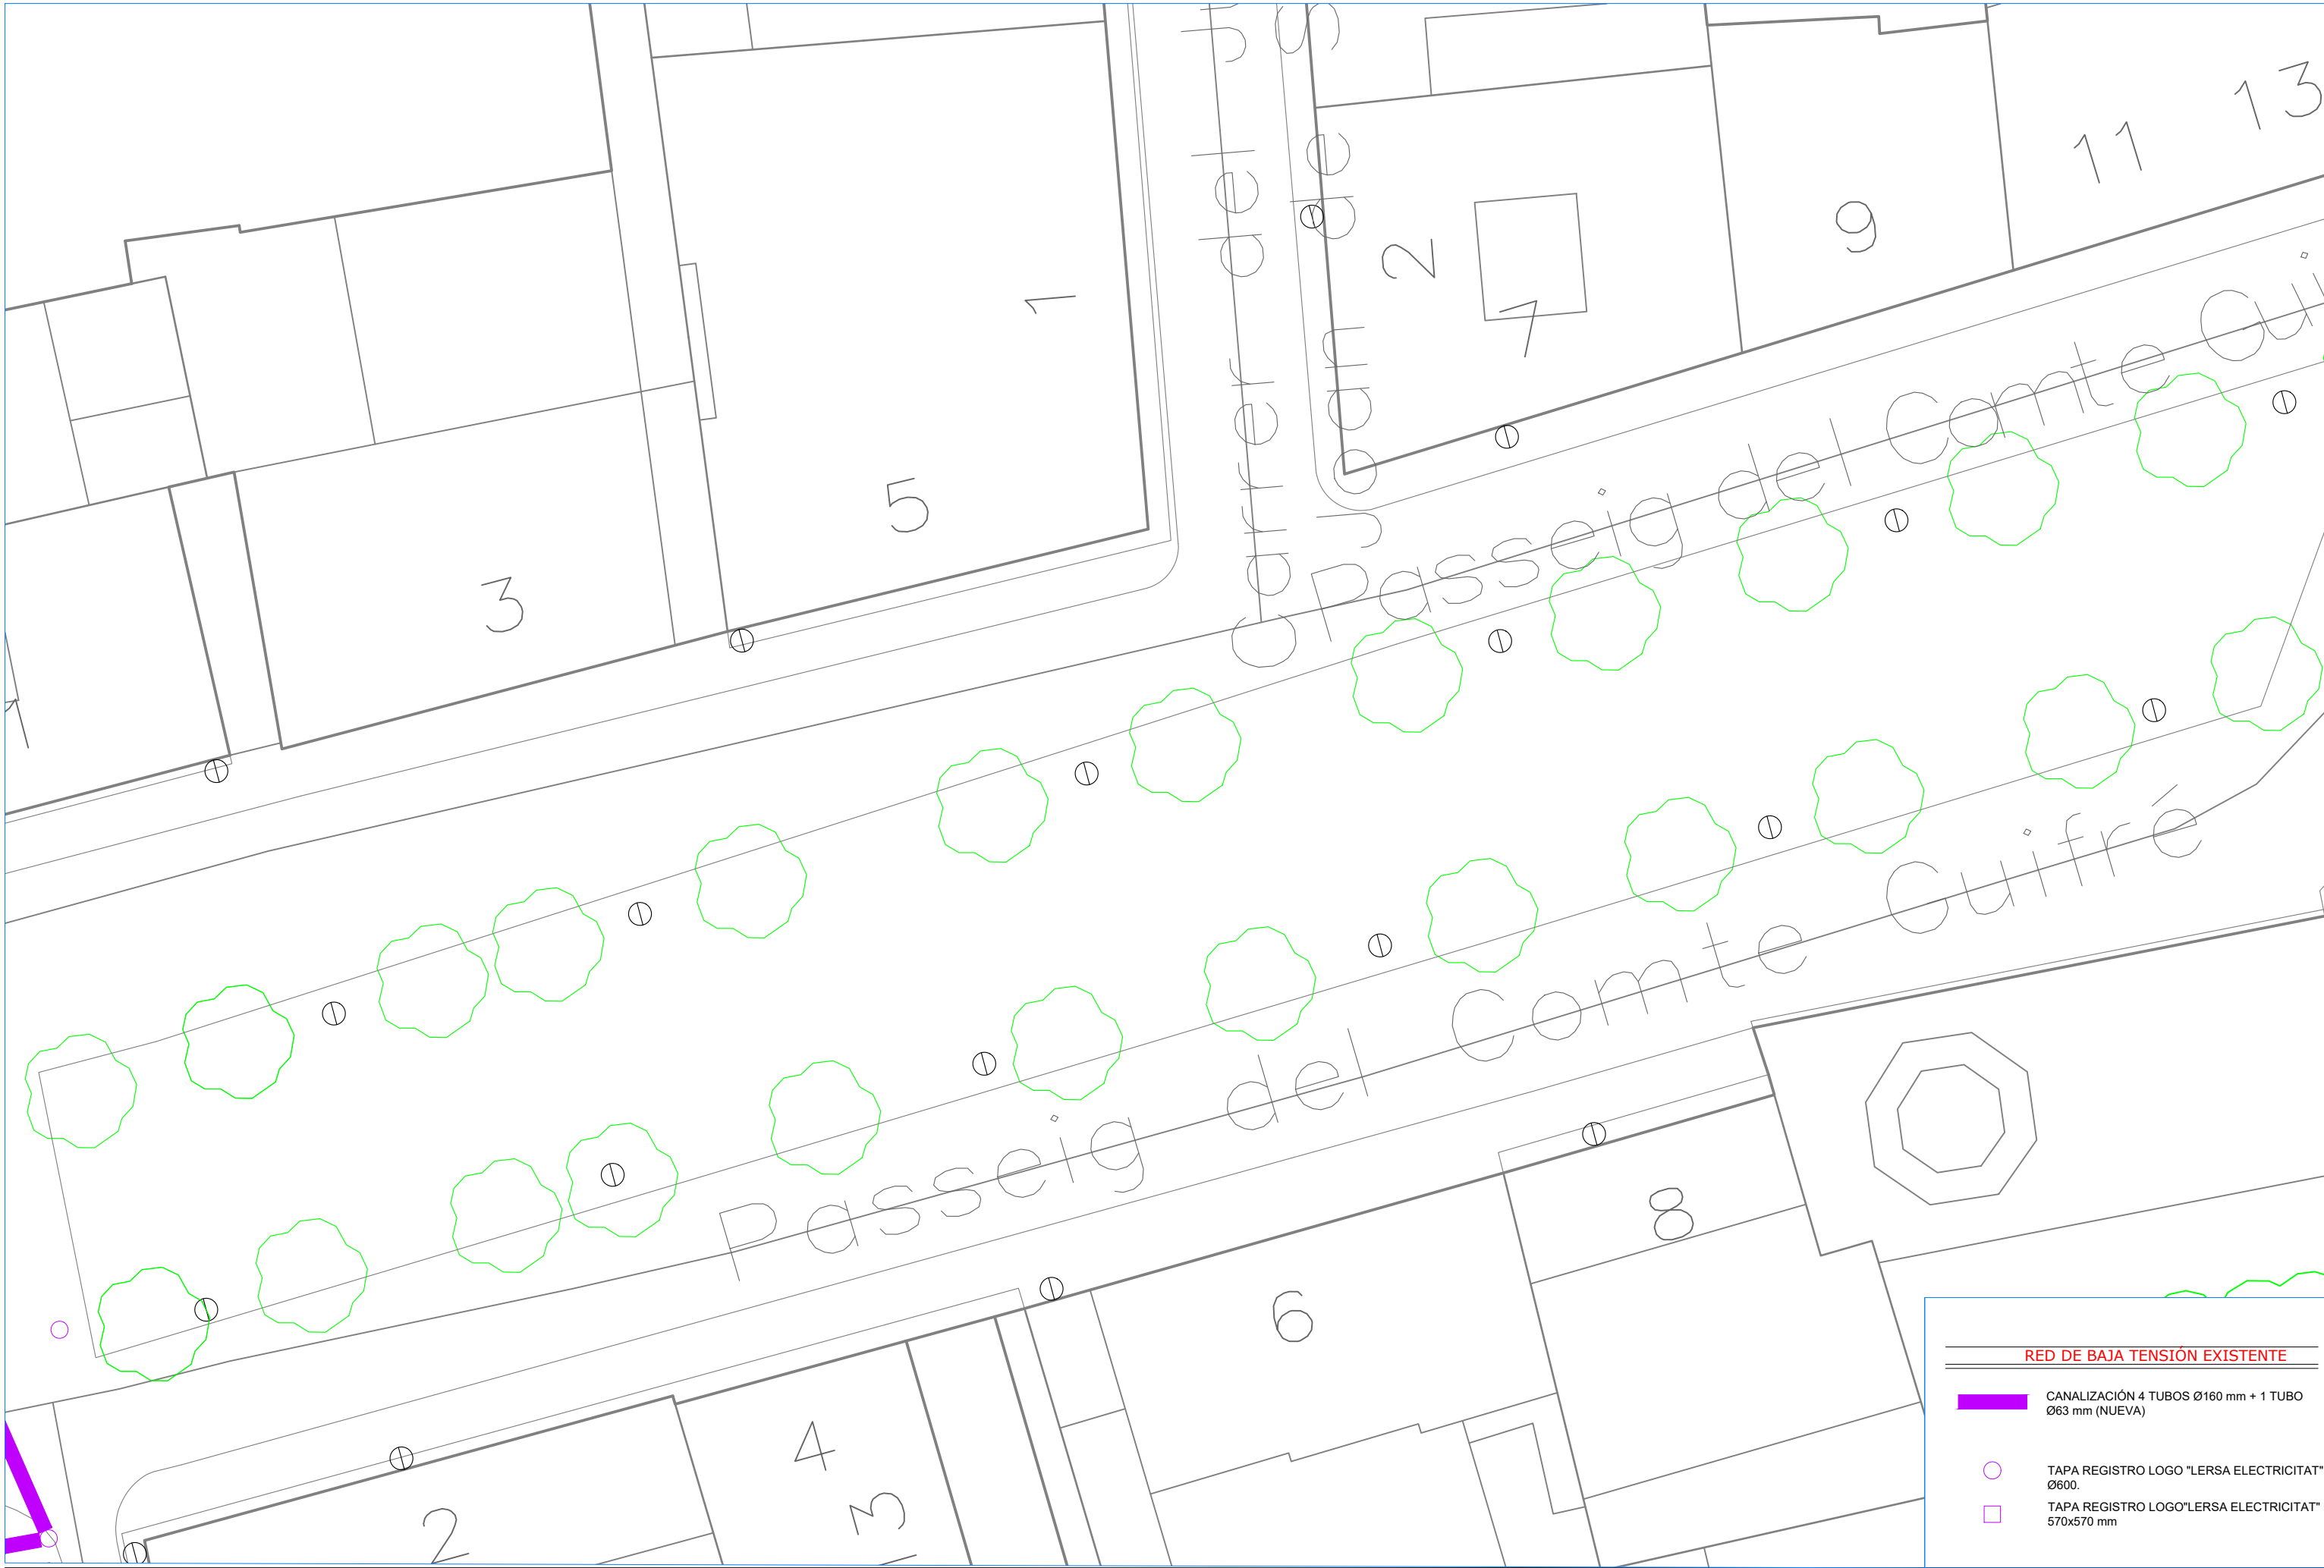 1
3
5
1
2
7
9
11
13
Passeig del Comte Gui
Passeig del Comte Guifré
2
4
6
8
RED DE BAJA TENSIÓN EXISTENTE
CANALIZACIÓN 4 TUBOS Ø160 mm + 1 TUBO
Ø63 mm (NUEVA)
TAPA REGISTRO LOGO "LERSA ELECTRICITAT"
Ø600.
TAPA REGISTRO LOGO"LERSA ELECTRICITAT"
570x570 mm